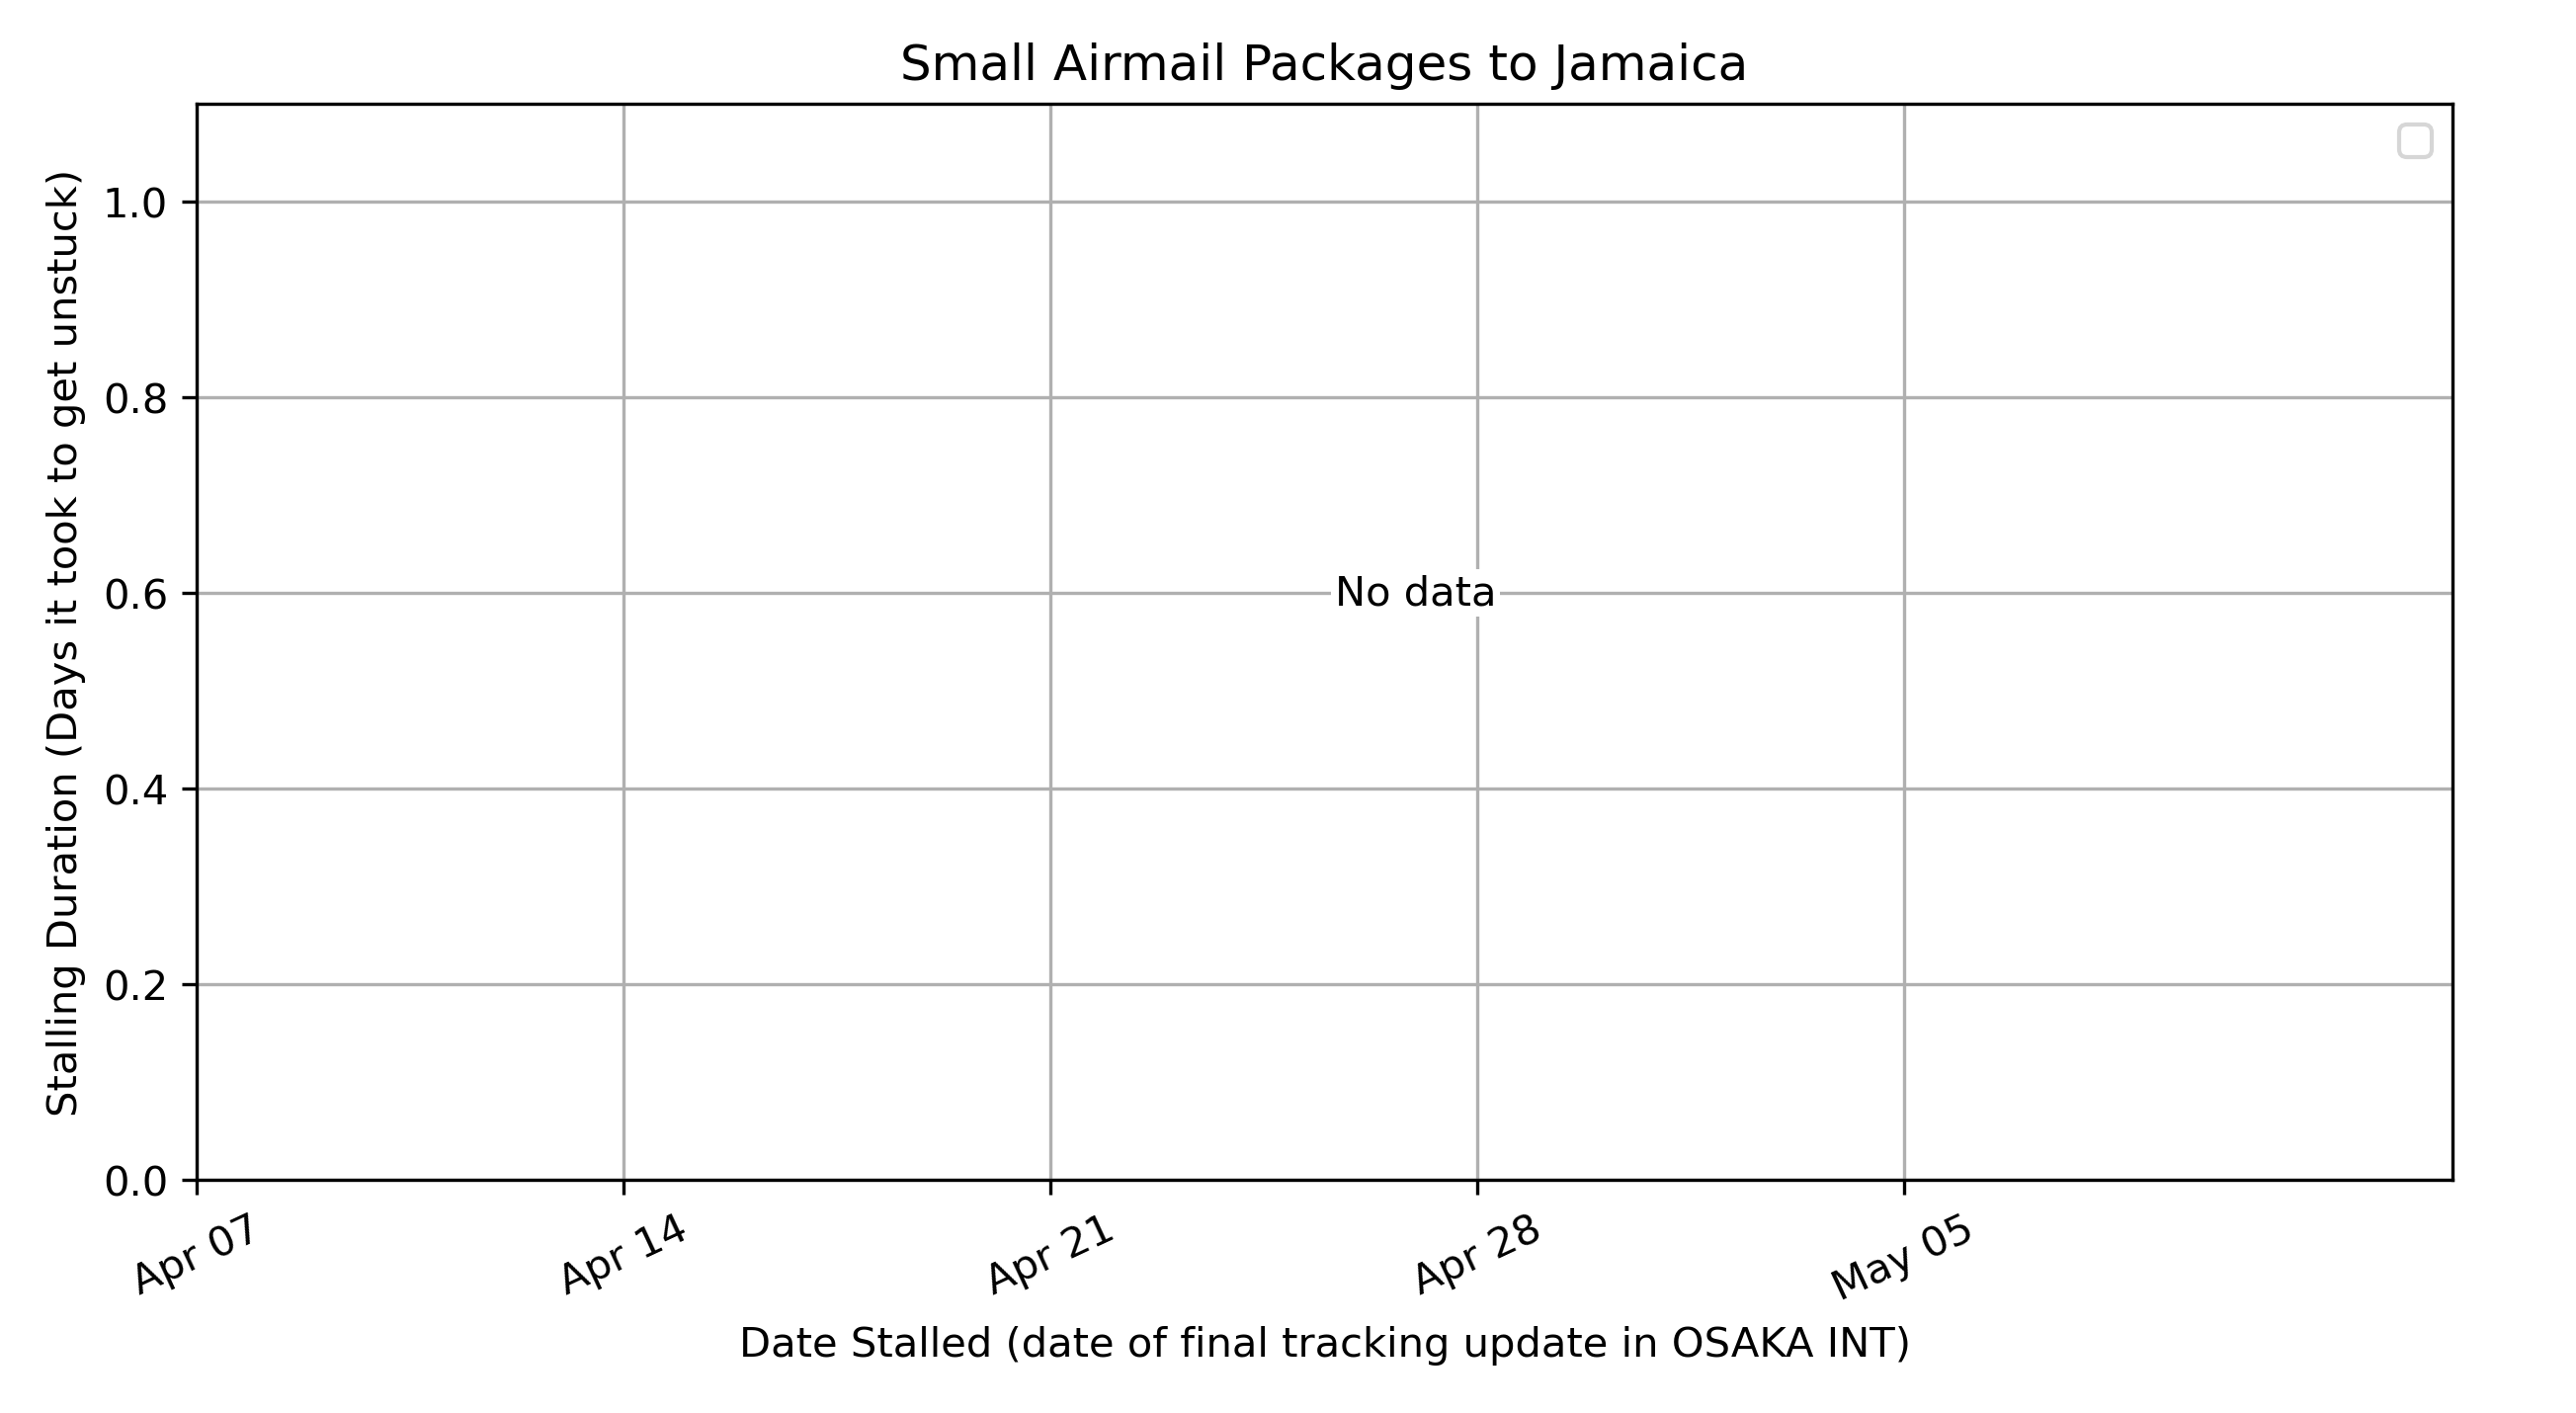 Small Airmail Packages to Jamaica
Stalling Duration (Days it took to get unstuck)
1.0
0.8
0.6
0.4
0.2
0.0
No data
Apr 07
Apr 14
Apr 21
Apr 28
May 05
Date Stalled (date of final tracking update in OSAKA INT)